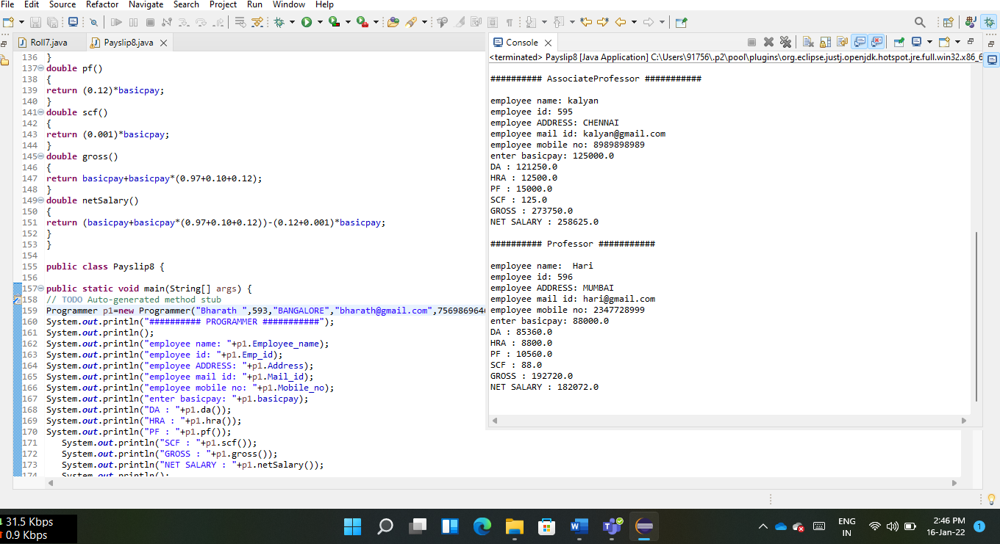 File Edit Source Refactor Navigate Search Project Run Window Help
Roll7.java Payslip8.java
136 }
137 double pf()
138 {
139 return (0.12)*basicpay;
140 }
141 double scf()
142 {
143 return (0.001)*basicpay;
144 }
145 double gross()
146 {
147 return basicpay+basicpay*(0.97+0.10+0.12);
148 }
149 double netSalary()
150 {
151 return (basicpay+basicpay*(0.97+0.10+0.12))-(0.12+0.001)*basicpay;
152 }
153 }
154
155 public class Payslip8 {
156
157 public static void main(String[] args) {
158 // TODO Auto-generated method stub
159 Programmer p1=new Programmer("Bharath ",593,"BANGALORE","bharath@gmail.com",756986964
160 System.out.println("########## PROGRAMMER ###########");
161 System.out.println();
162 System.out.println("employee name: "+p1.Employee_name);
163 System.out.println("employee id: "+p1.Emp_id);
164 System.out.println("employee ADDRESS: "+p1.Address);
165 System.out.println("employee mail id: "+p1.Mail_id);
166 System.out.println("employee mobile no: "+p1.Mobile_no);
167 System.out.println("enter basicpay: "+p1.basicpay);
168 System.out.println("DA : "+p1.da());
169 System.out.println("HRA : "+p1.hra());
170 System.out.println("PF : "+p1.pf());
171 System.out.println("SCF : "+p1.scf());
172 System.out.println("GROSS : "+p1.gross());
173 System.out.println("NET SALARY : "+p1.netSalary());
174 System.out.println();
Console
<terminated> Payslip8 [Java Application] C:\Users\91756\.p2\pool\plugins\org.eclipse.justj.openjdk.hotspot.jre.full.win32.x86_6
########## AssociateProfessor ###########
employee name: kalyan
employee id: 595
employee ADDRESS: CHENNAI
employee mail id: kalyan@gmail.com
employee mobile no: 8989898989
enter basicpay: 125000.0
DA : 121250.0
HRA : 12500.0
PF : 15000.0
SCF : 125.0
GROSS : 273750.0
NET SALARY : 258625.0
########## Professor ###########
employee name:  Hari
employee id: 596
employee ADDRESS: MUMBAI
employee mail id: hari@gmail.com
employee mobile no: 2347728999
enter basicpay: 88000.0
DA : 85360.0
HRA : 8800.0
PF : 10560.0
SCF : 88.0
GROSS : 192720.0
NET SALARY : 182072.0
31.5 Kbps
0.9 Kbps
ENG
IN
2:46 PM
16-Jan-22
1